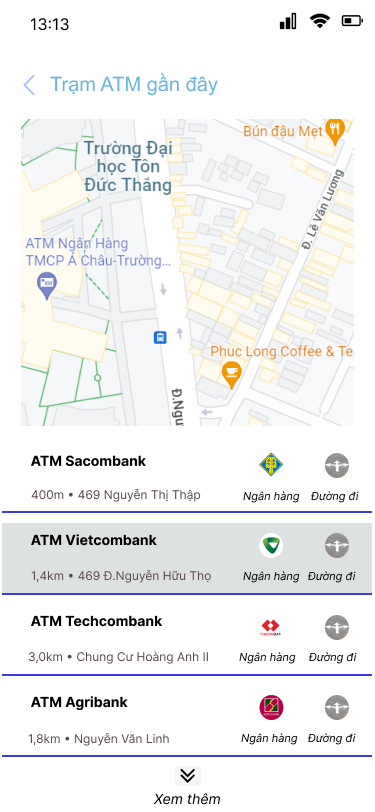 13:13
Trạm ATM gần đây
Bún đậu Mẹt
Trường Đại
học Tôn
Đức Thắng
Đ. Lê Văn Lương
ATM Ngân Hàng
TMCP Á Châu-Trường...
Phuc Long Coffee & Te
Đ.Ngu
ATM Sacombank
400m • 469 Nguyễn Thị Thập
Ngân hàng
Đường đi
ATM Vietcombank
1,4km • 469 Đ.Nguyễn Hữu Thọ
Ngân hàng
Đường đi
ATM Techcombank
3,0km • Chung Cư Hoàng Anh II
Ngân hàng
Đường đi
ATM Agribank
1,8km • Nguyễn Văn Linh
Ngân hàng
Đường đi
Xem thêm